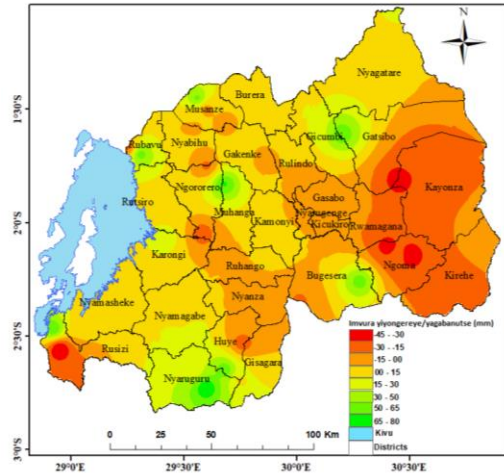 N
Nyagatare
Burera
Musanze
1°30'S
Gicumbi
Gatsibo
Rubavu
Nyabihu
Gakenke
Rulindo
Ngororero
Gasabo
Kayonza
Rutsiro
Muhanga
Nyarugenge
2°0'S
Kamonyi
Kicukiro
Rwamagana
Karongi
Ngoma
Ruhango
Bugesera
Kirehe
Nyamasheke
Nyanza
Nyamagabe
Imvura yiyongereye/yagabanutse (mm)
2°30'S
Rusizi
Huye
Gisagara
Nyaruguru
-45 - -30
-30 - -15
-15 - 00
00 - 15
15 - 30
30 - 50
50 - 65
65 - 80
Kivu
Districts
0 50 100 Km
3°0'S
29°0'E 29°30'E 30°0'E 30°30'E